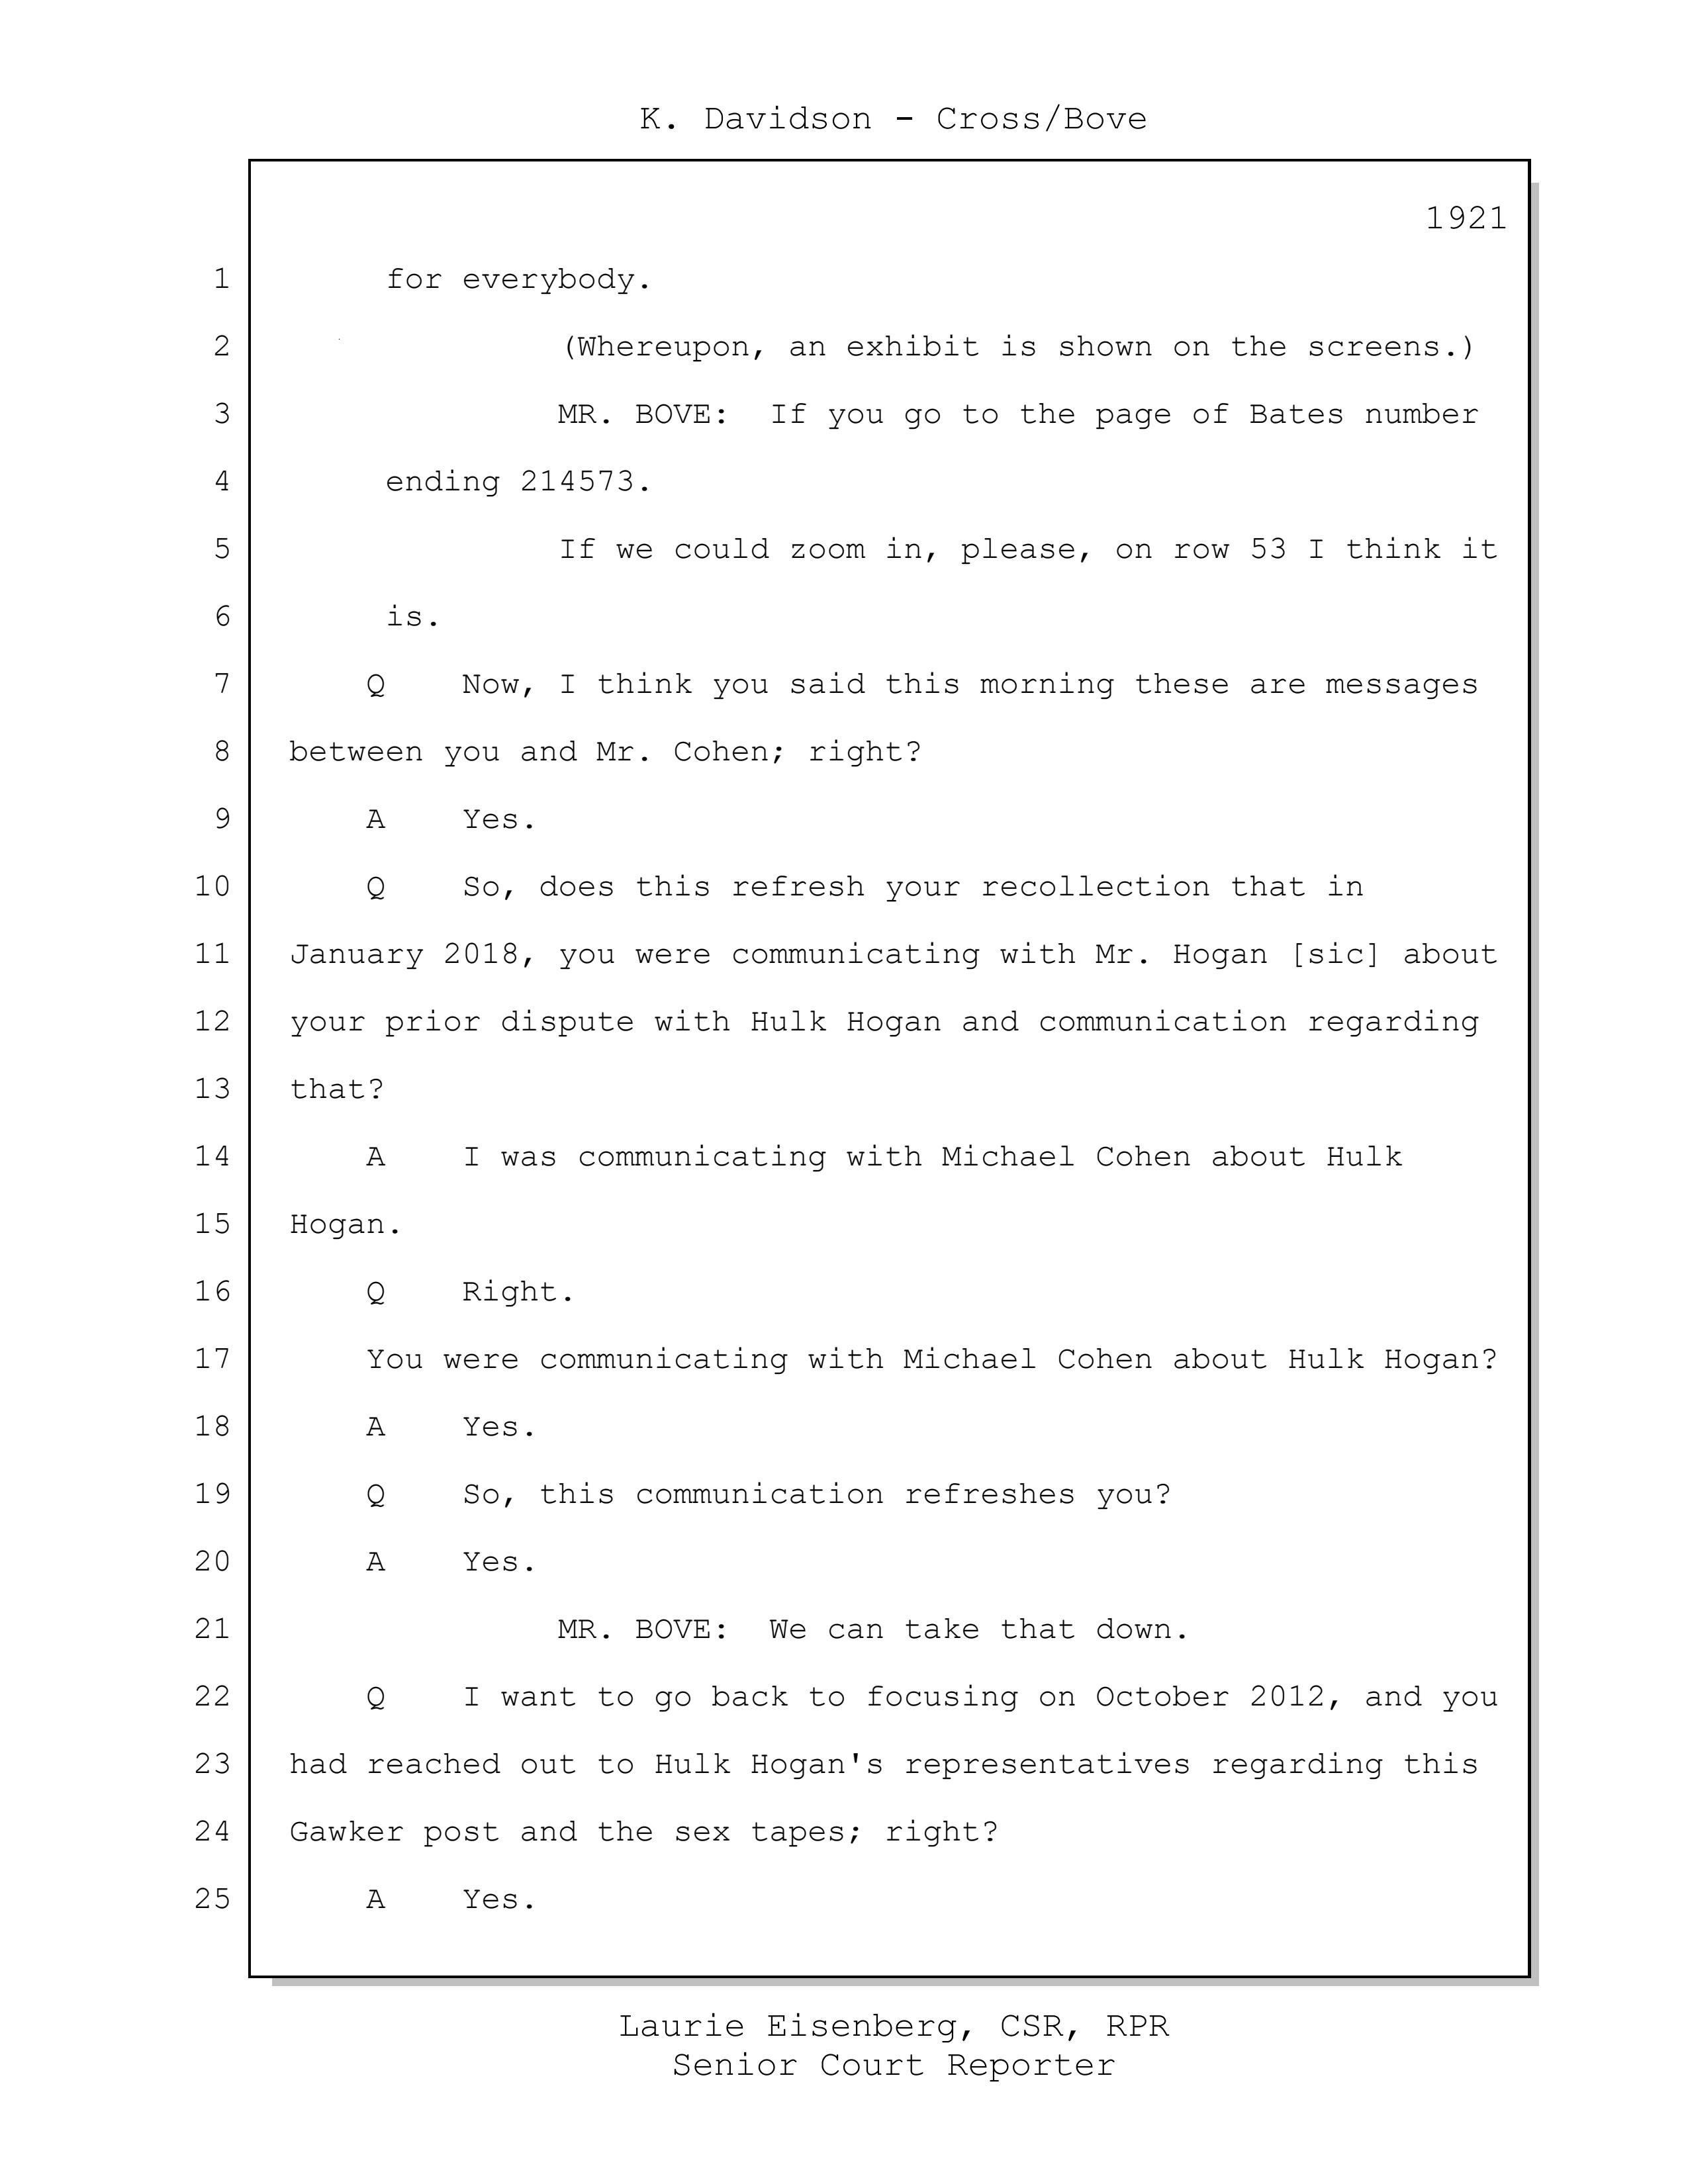 K. Davidson - Cross/Bove
1921
1 for everybody.
2 (Whereupon, an exhibit is shown on the screens.)
3 MR. BOVE: If you go to the page of Bates number
4 ending 214573.
5 If we could zoom in, please, on row 53 I think it
6 is.
7 Q Now, I think you said this morning these are messages
8 between you and Mr. Cohen; right?
9 A Yes.
10 Q So, does this refresh your recollection that in
11 January 2018, you were communicating with Mr. Hogan [sic] about
12 your prior dispute with Hulk Hogan and communication regarding
13 that?
14 A I was communicating with Michael Cohen about Hulk
15 Hogan.
16 Q Right.
17 You were communicating with Michael Cohen about Hulk Hogan?
18 A Yes.
19 Q So, this communication refreshes you?
20 A Yes.
21 MR. BOVE: We can take that down.
22 Q I want to go back to focusing on October 2012, and you
23 had reached out to Hulk Hogan's representatives regarding this
24 Gawker post and the sex tapes; right?
25 A Yes.
Laurie Eisenberg, CSR, RPR
Senior Court Reporter